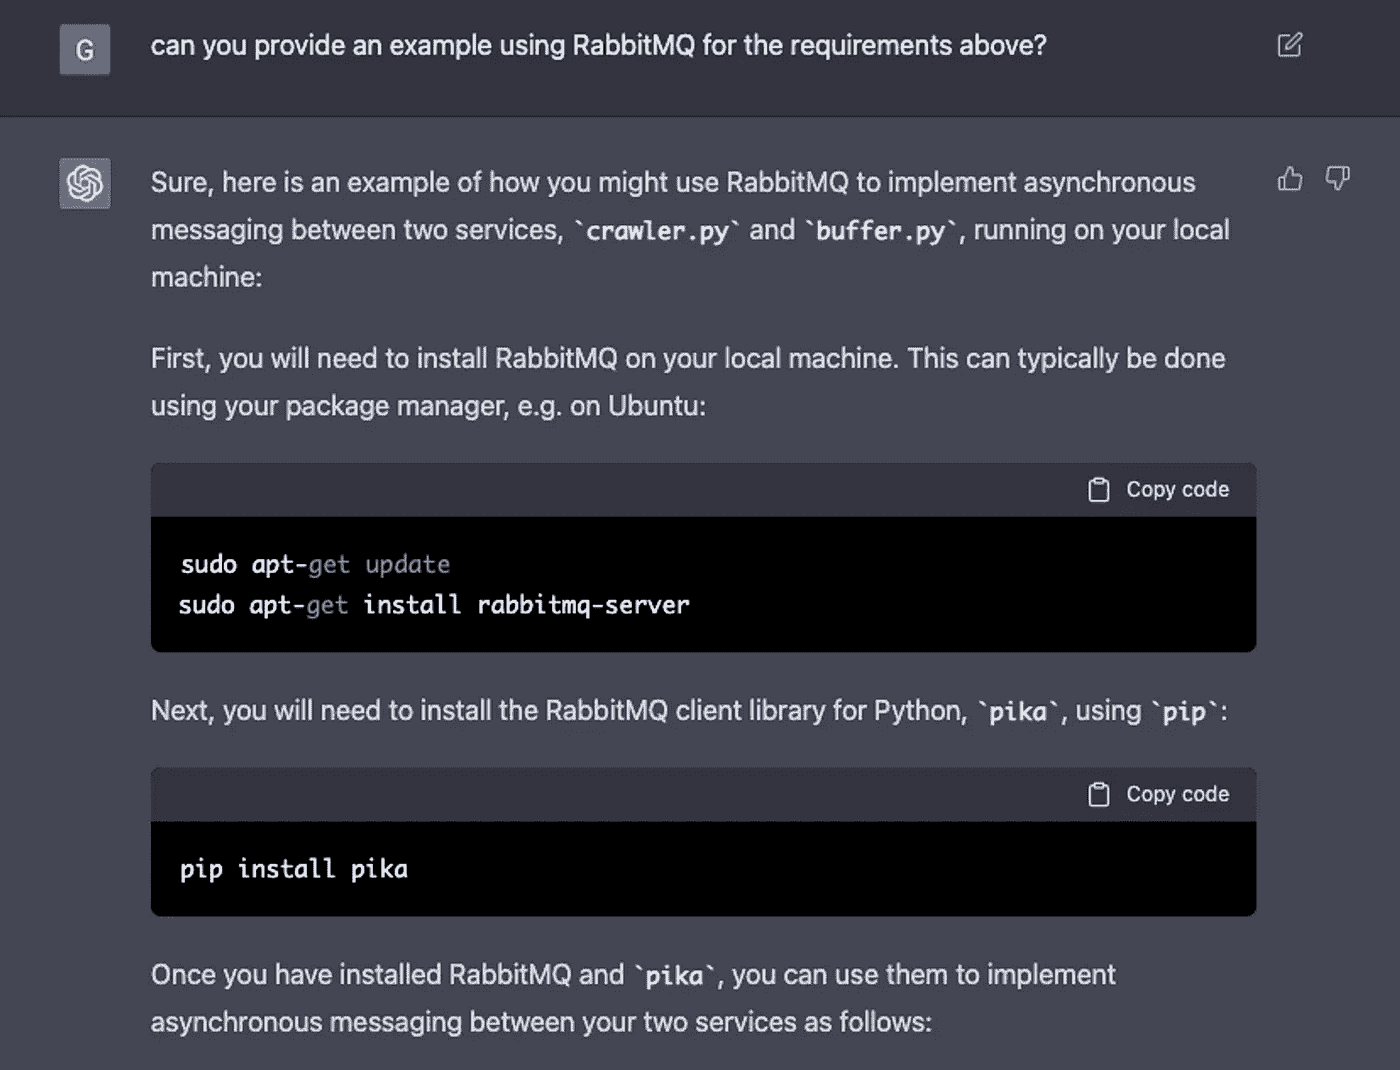 G
can you provide an example using RabbitMQ for the requirements above?
Sure, here is an example of how you might use RabbitMQ to implement asynchronous
messaging between two services, `crawler.py` and `buffer.py`, running on your local
machine:
First, you will need to install RabbitMQ on your local machine. This can typically be done
using your package manager, e.g. on Ubuntu:
Copy code
sudo apt-get update
sudo apt-get install rabbitmq-server
Next, you will need to install the RabbitMQ client library for Python, `pika`, using `pip`:
Copy code
pip install pika
Once you have installed RabbitMQ and `pika`, you can use them to implement
asynchronous messaging between your two services as follows: